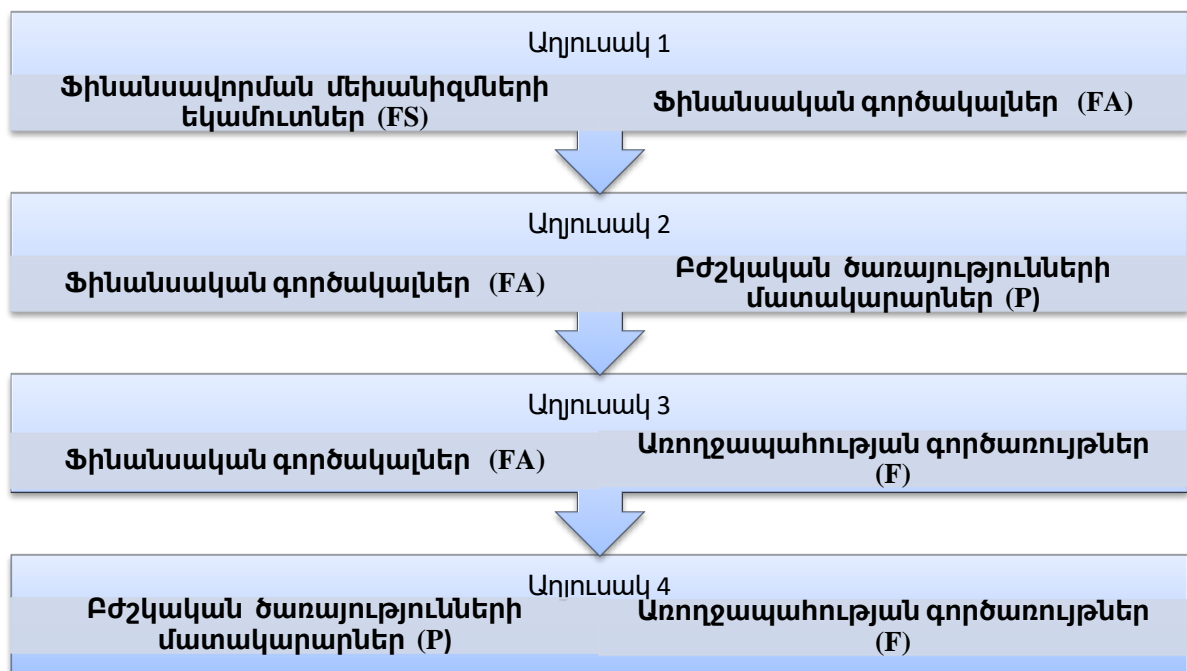 Աղյուսակ 1
Ֆինանսավորման մեխանիզմների
եկամուտներ (FS)
Ֆինանսական գործակալներ (FA)
Աղյուսակ 2
Ֆինանսական գործակալներ (FA)
Բժշկական ծառայությունների
մատակարարներ (P)
Աղյուսակ 3
Ֆինանսական գործակալներ (FA)
Առողջապահության գործառույթներ
(F)
Աղյուսակ 4
Բժշկական ծառայությունների
մատակարարներ (P)
Առողջապահության գործառույթներ
(F)